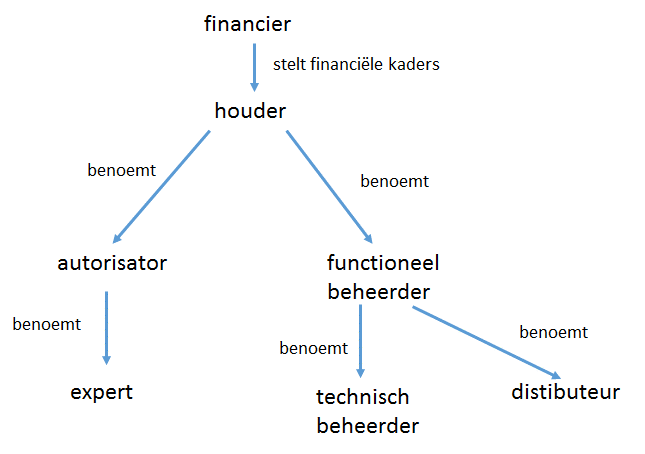 financier
stelt financiële kaders
houder
benoemt
benoemt
autorisator
functioneel
beheerder
benoemt
benoemt
benoemt
expert
technisch
beheerder
distibuteur